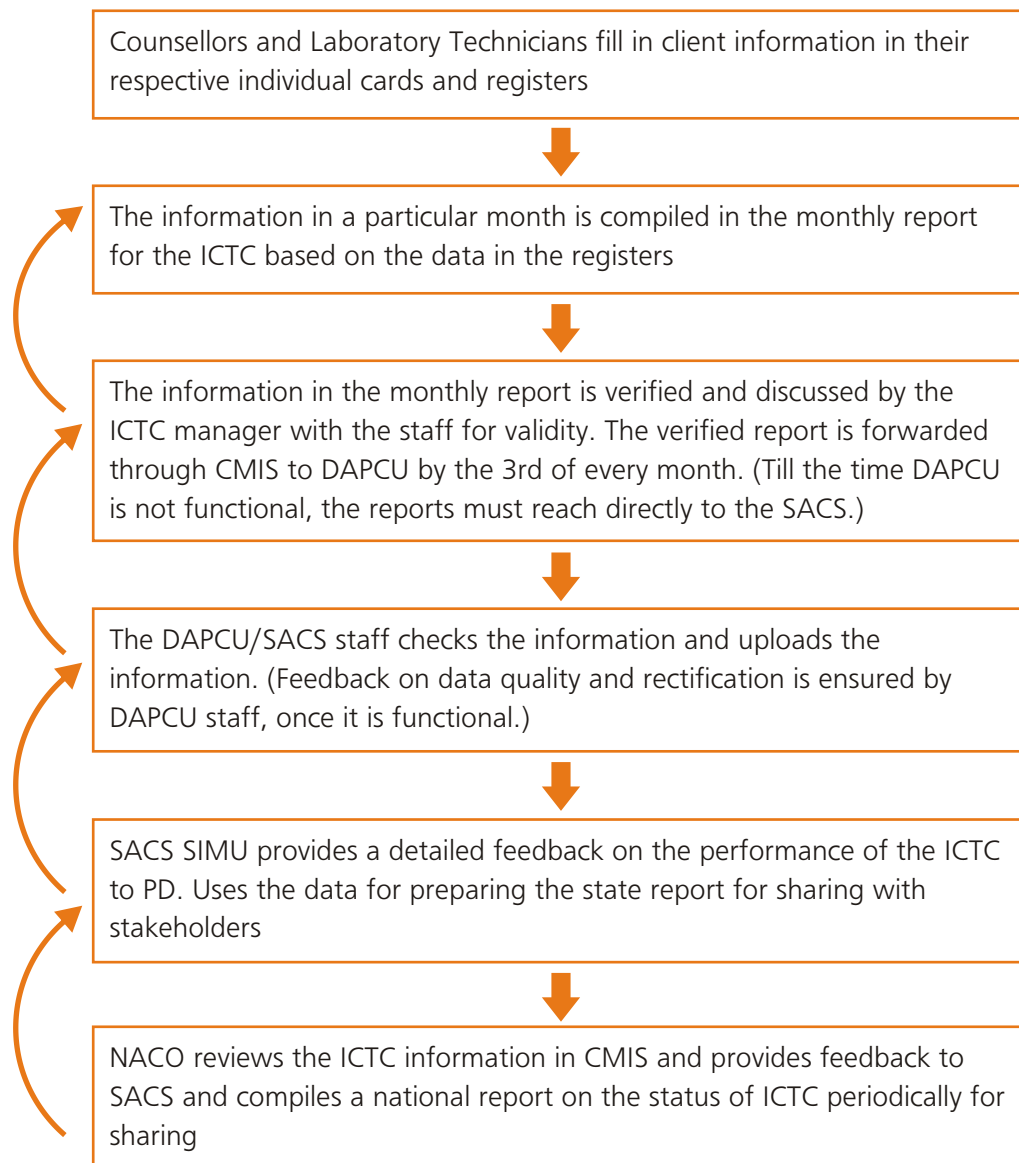 Counsellors and Laboratory Technicians fill in client information in their
respective individual cards and registers
The information in a particular month is compiled in the monthly report
for the ICTC based on the data in the registers
The information in the monthly report is verified and discussed by the
ICTC manager with the staff for validity. The verified report is forwarded
through CMIS to DAPCU by the 3rd of every month. (Till the time DAPCU
is not functional, the reports must reach directly to the SACS.)
The DAPCU/SACS staff checks the information and uploads the
information. (Feedback on data quality and rectification is ensured by
DAPCU staff, once it is functional.)
SACS SIMU provides a detailed feedback on the performance of the ICTC
to PD. Uses the data for preparing the state report for sharing with
stakeholders
NACO reviews the ICTC information in CMIS and provides feedback to
SACS and compiles a national report on the status of ICTC periodically for
sharing